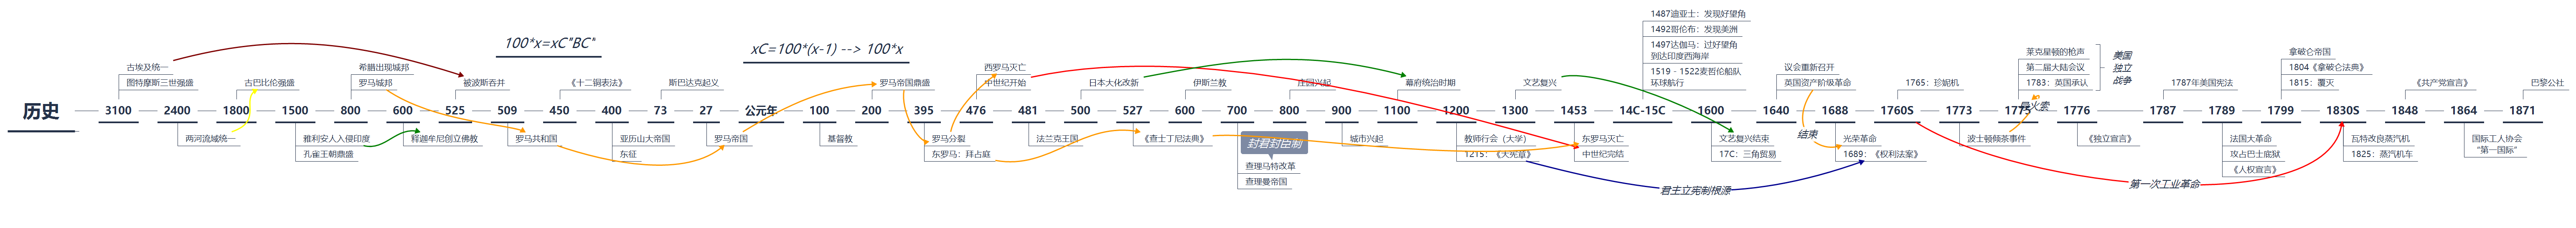 历史
100*x=xC"BC"
xC=100*(x-1) --> 100*x
3100
古埃及统一
图特摩斯三世强盛
2400
两河流域统一
1800
古巴比伦强盛
1500
雅利安人入侵印度
孔雀王朝鼎盛
800
希腊出现城邦
罗马城邦
600
释迦牟尼创立佛教
525
被波斯吞并
509
罗马共和国
450
《十二铜表法》
400
亚历山大帝国
东征
73
斯巴达克起义
27
罗马帝国
公元年
100
基督教
200
罗马帝国鼎盛
395
罗马分裂
东罗马：拜占庭
476
西罗马灭亡
中世纪开始
481
法兰克王国
500
日本大化改新
527
《查士丁尼法典》
600
伊斯兰教
700
封君封臣制
查理马特改革
查理曼帝国
800
庄园兴起
900
城市兴起
1100
幕府统治时期
1200
教师行会（大学）
1215：《大宪章》
1300
文艺复兴
1453
东罗马灭亡
中世纪完结
14C-15C
1487迪亚士：发现好望角
1492哥伦布：发现美洲
1497达伽马：过好望角
到达印度西海岸
1519 - 1522麦哲伦船队
环球航行
1600
文艺复兴结束
17C：三角贸易
1640
议会重新召开
英国资产阶级革命
结束
1688
光荣革命
1689：《权利法案》
君主立宪制根源
1760S
1765：珍妮机
1773
波士顿倾茶事件
1775
导火索
莱克星顿的枪声
第二届大陆会议
1783：英国承认
美国
独立
战争
1776
《独立宣言》
1787
1787年美国宪法
第一次工业革命
1789
法国大革命
攻占巴士底狱
《人权宣言》
1799
拿破仑帝国
1804《拿破仑法典》
1815：覆灭
1830S
瓦特改良蒸汽机
1825：蒸汽机车
1848
《共产党宣言》
1864
国际工人协会
"第一国际"
1871
巴黎公社